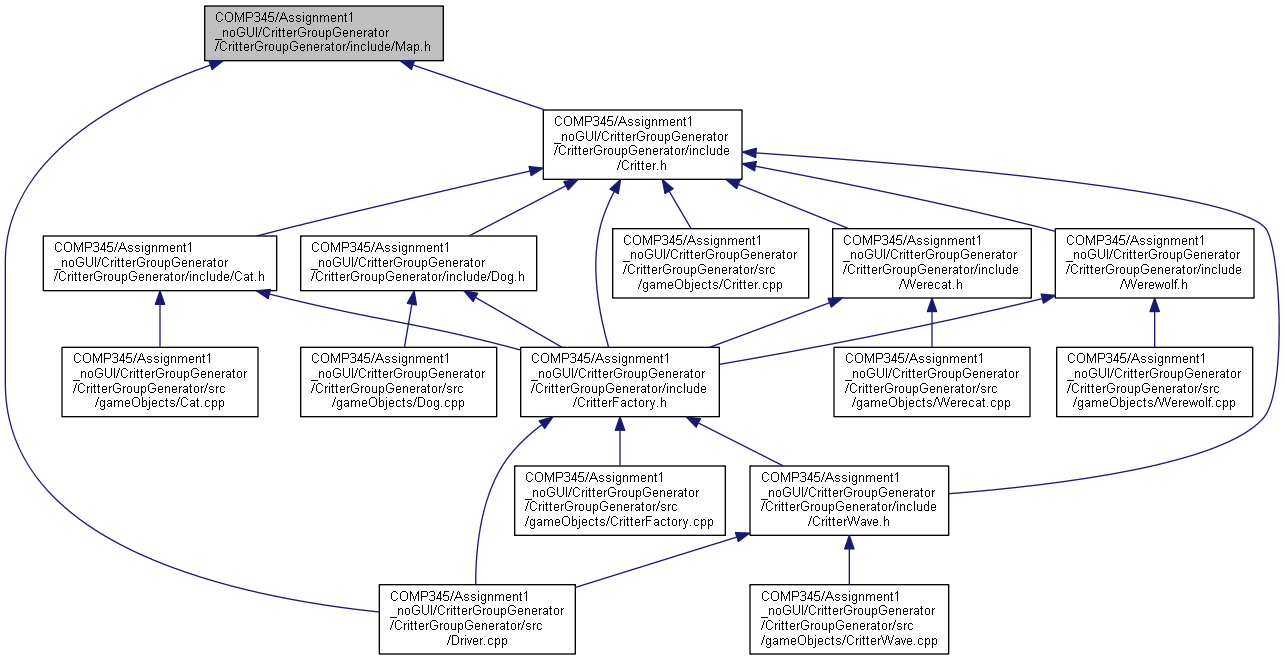 COMP345/Assignment1
_noGUI/CritterGroupGenerator
/CritterGroupGenerator/include/Map.h
COMP345/Assignment1
_noGUI/CritterGroupGenerator
/CritterGroupGenerator/include
/Critter.h
COMP345/Assignment1
_noGUI/CritterGroupGenerator
/CritterGroupGenerator/include/Cat.h
COMP345/Assignment1
_noGUI/CritterGroupGenerator
/CritterGroupGenerator/include/Dog.h
COMP345/Assignment1
_noGUI/CritterGroupGenerator
/CritterGroupGenerator/src
/gameObjects/Critter.cpp
COMP345/Assignment1
_noGUI/CritterGroupGenerator
/CritterGroupGenerator/include
/Werecat.h
COMP345/Assignment1
_noGUI/CritterGroupGenerator
/CritterGroupGenerator/include
/Werewolf.h
COMP345/Assignment1
_noGUI/CritterGroupGenerator
/CritterGroupGenerator/src
/gameObjects/Cat.cpp
COMP345/Assignment1
_noGUI/CritterGroupGenerator
/CritterGroupGenerator/src
/gameObjects/Dog.cpp
COMP345/Assignment1
_noGUI/CritterGroupGenerator
/CritterGroupGenerator/include
/CritterFactory.h
COMP345/Assignment1
_noGUI/CritterGroupGenerator
/CritterGroupGenerator/src
/gameObjects/Werecat.cpp
COMP345/Assignment1
_noGUI/CritterGroupGenerator
/CritterGroupGenerator/src
/gameObjects/Werewolf.cpp
COMP345/Assignment1
_noGUI/CritterGroupGenerator
/CritterGroupGenerator/src
/gameObjects/CritterFactory.cpp
COMP345/Assignment1
_noGUI/CritterGroupGenerator
/CritterGroupGenerator/include
/CritterWave.h
COMP345/Assignment1
_noGUI/CritterGroupGenerator
/CritterGroupGenerator/src
/Driver.cpp
COMP345/Assignment1
_noGUI/CritterGroupGenerator
/CritterGroupGenerator/src
/gameObjects/CritterWave.cpp